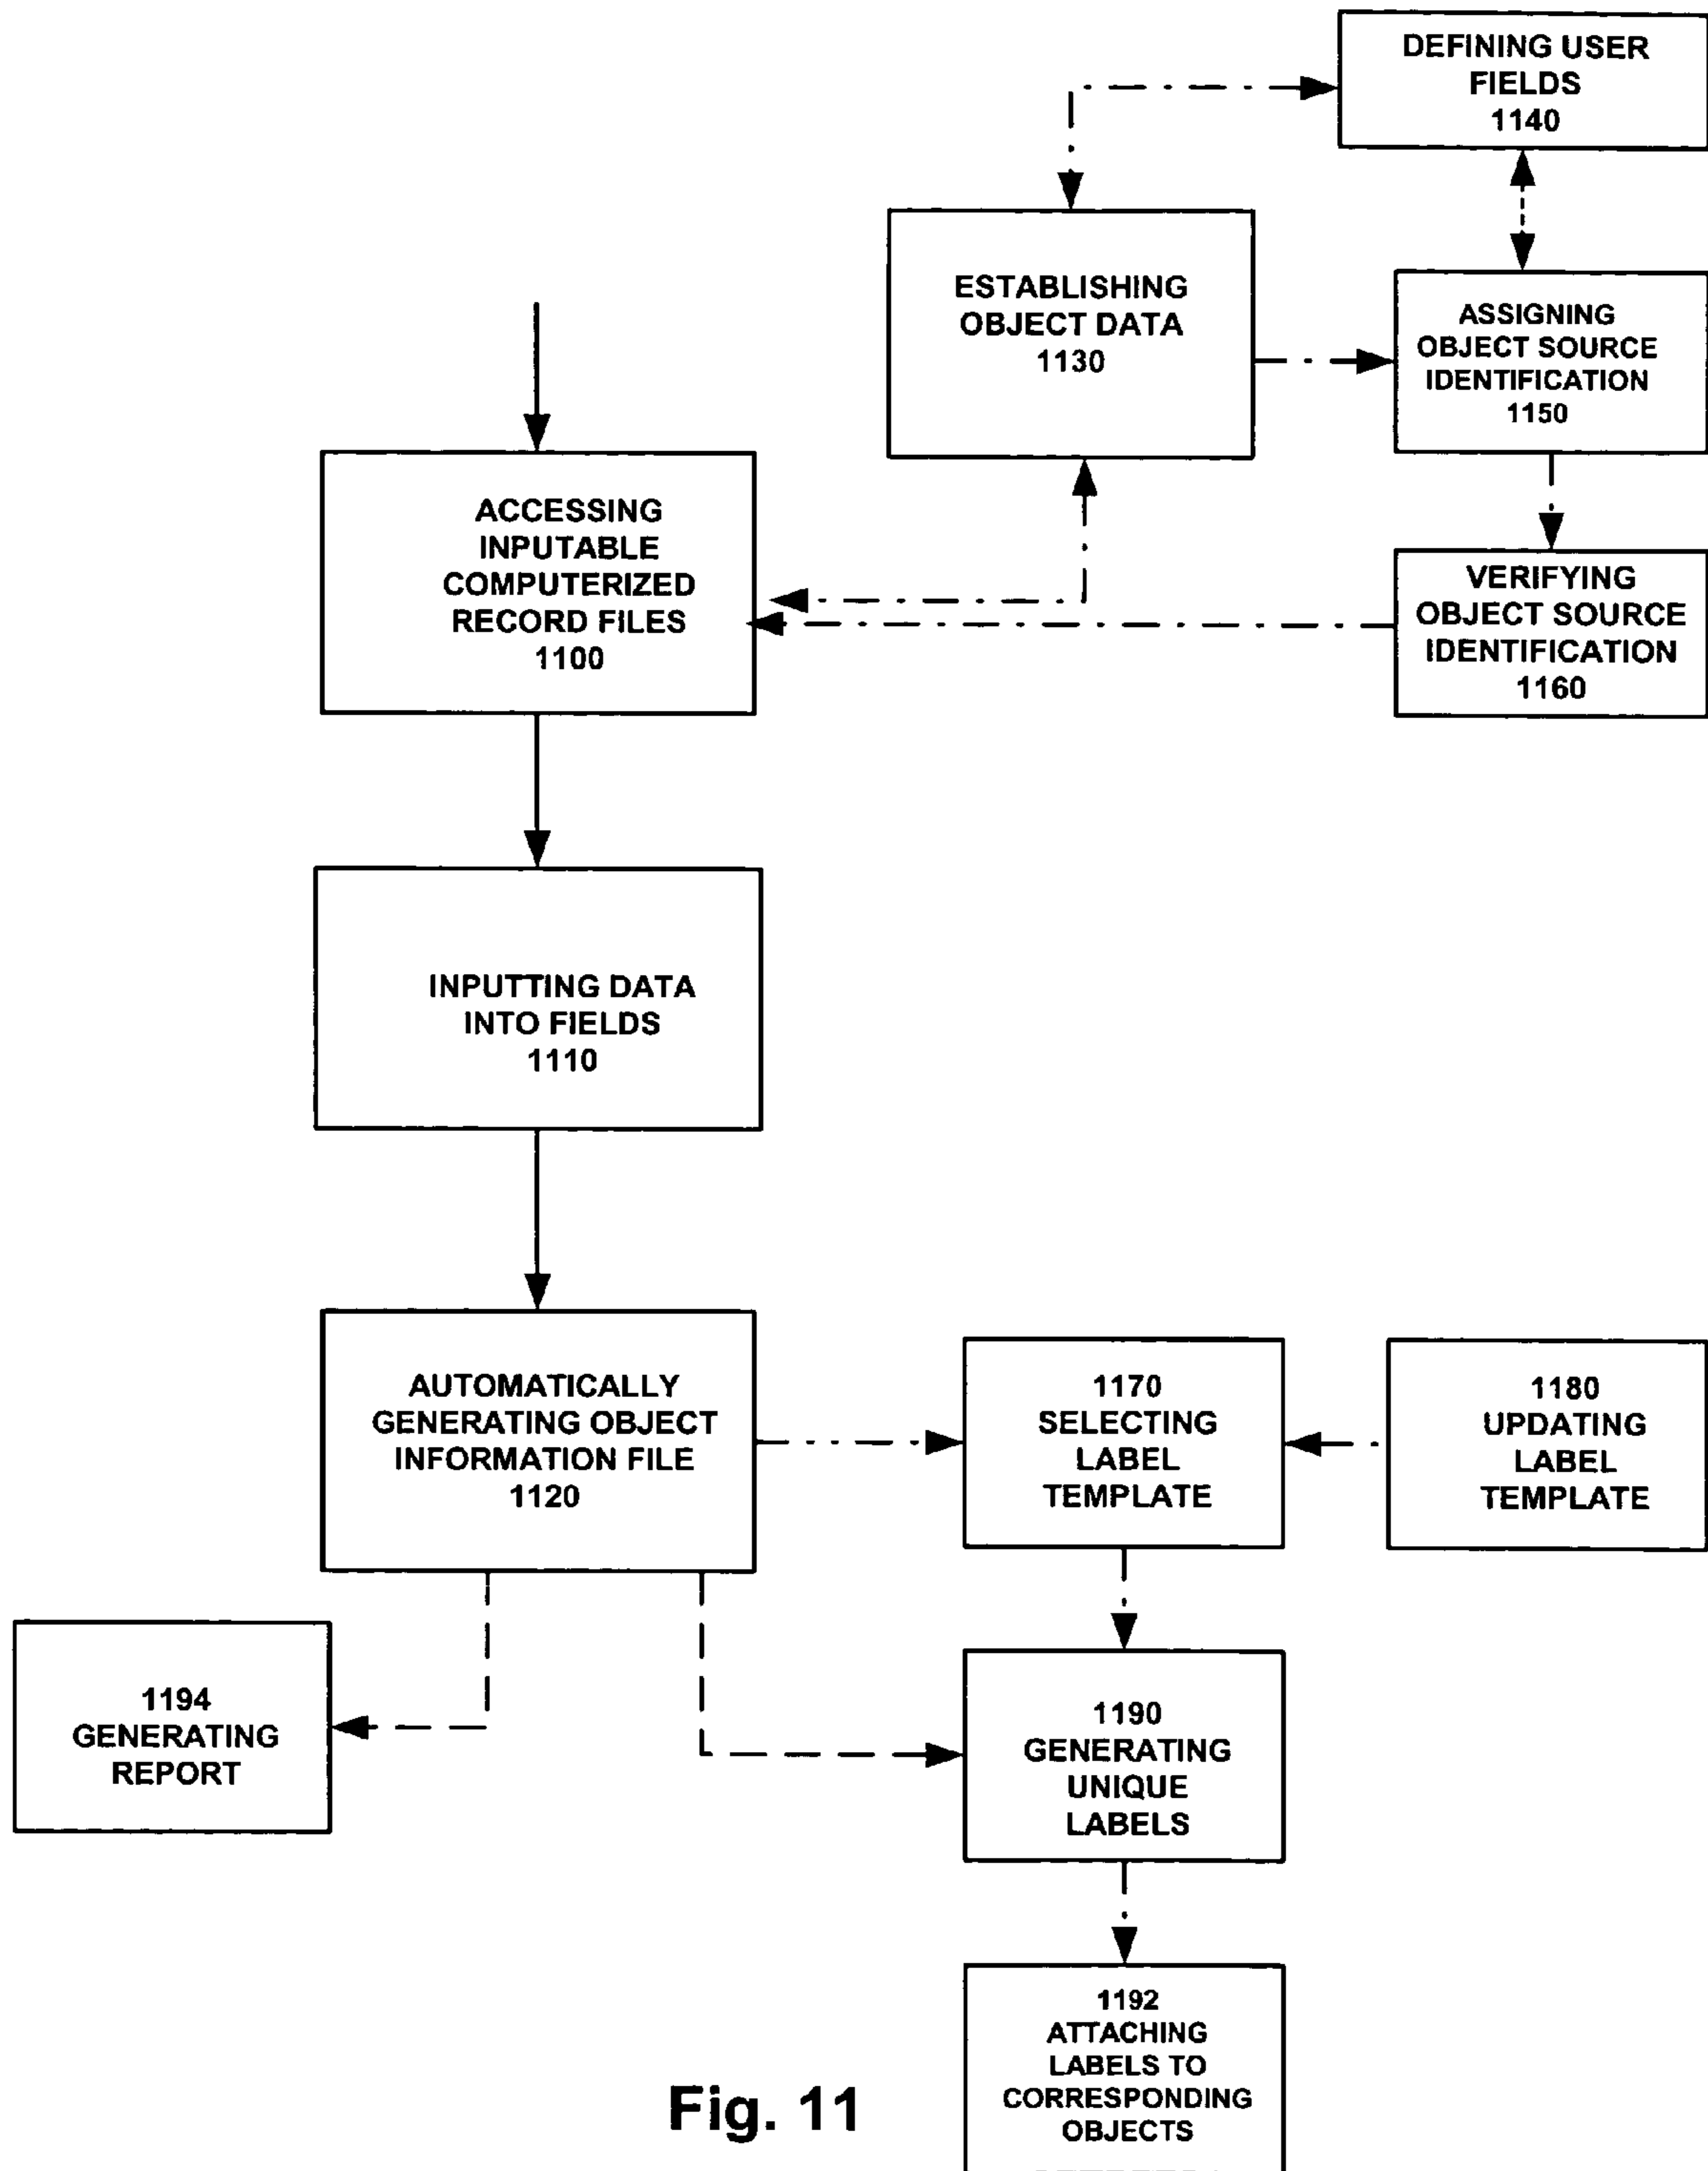 DEFINING USER
FIELDS
1140
ESTABLISHING
OBJECT DATA
1130
ASSIGNING
OBJECT SOURCE
IDENTIFICATION
1150
ACCESSING
INPUTABLE
COMPUTERIZED
RECORD FILES
1100
VERIFYING
OBJECT SOURCE
IDENTIFICATION
1160
INPUTTING DATA
INTO FIELDS
1110
AUTOMATICALLY
GENERATING OBJECT
INFORMATION FILE
1120
1170
SELECTING
LABEL
TEMPLATE
1180
UPDATING
LABEL
TEMPLATE
1194
GENERATING
REPORT
1190
GENERATING
UNIQUE
LABELS
1192
ATTACHING
LABELS TO
CORRESPONDING
OBJECTS
Fig. 11